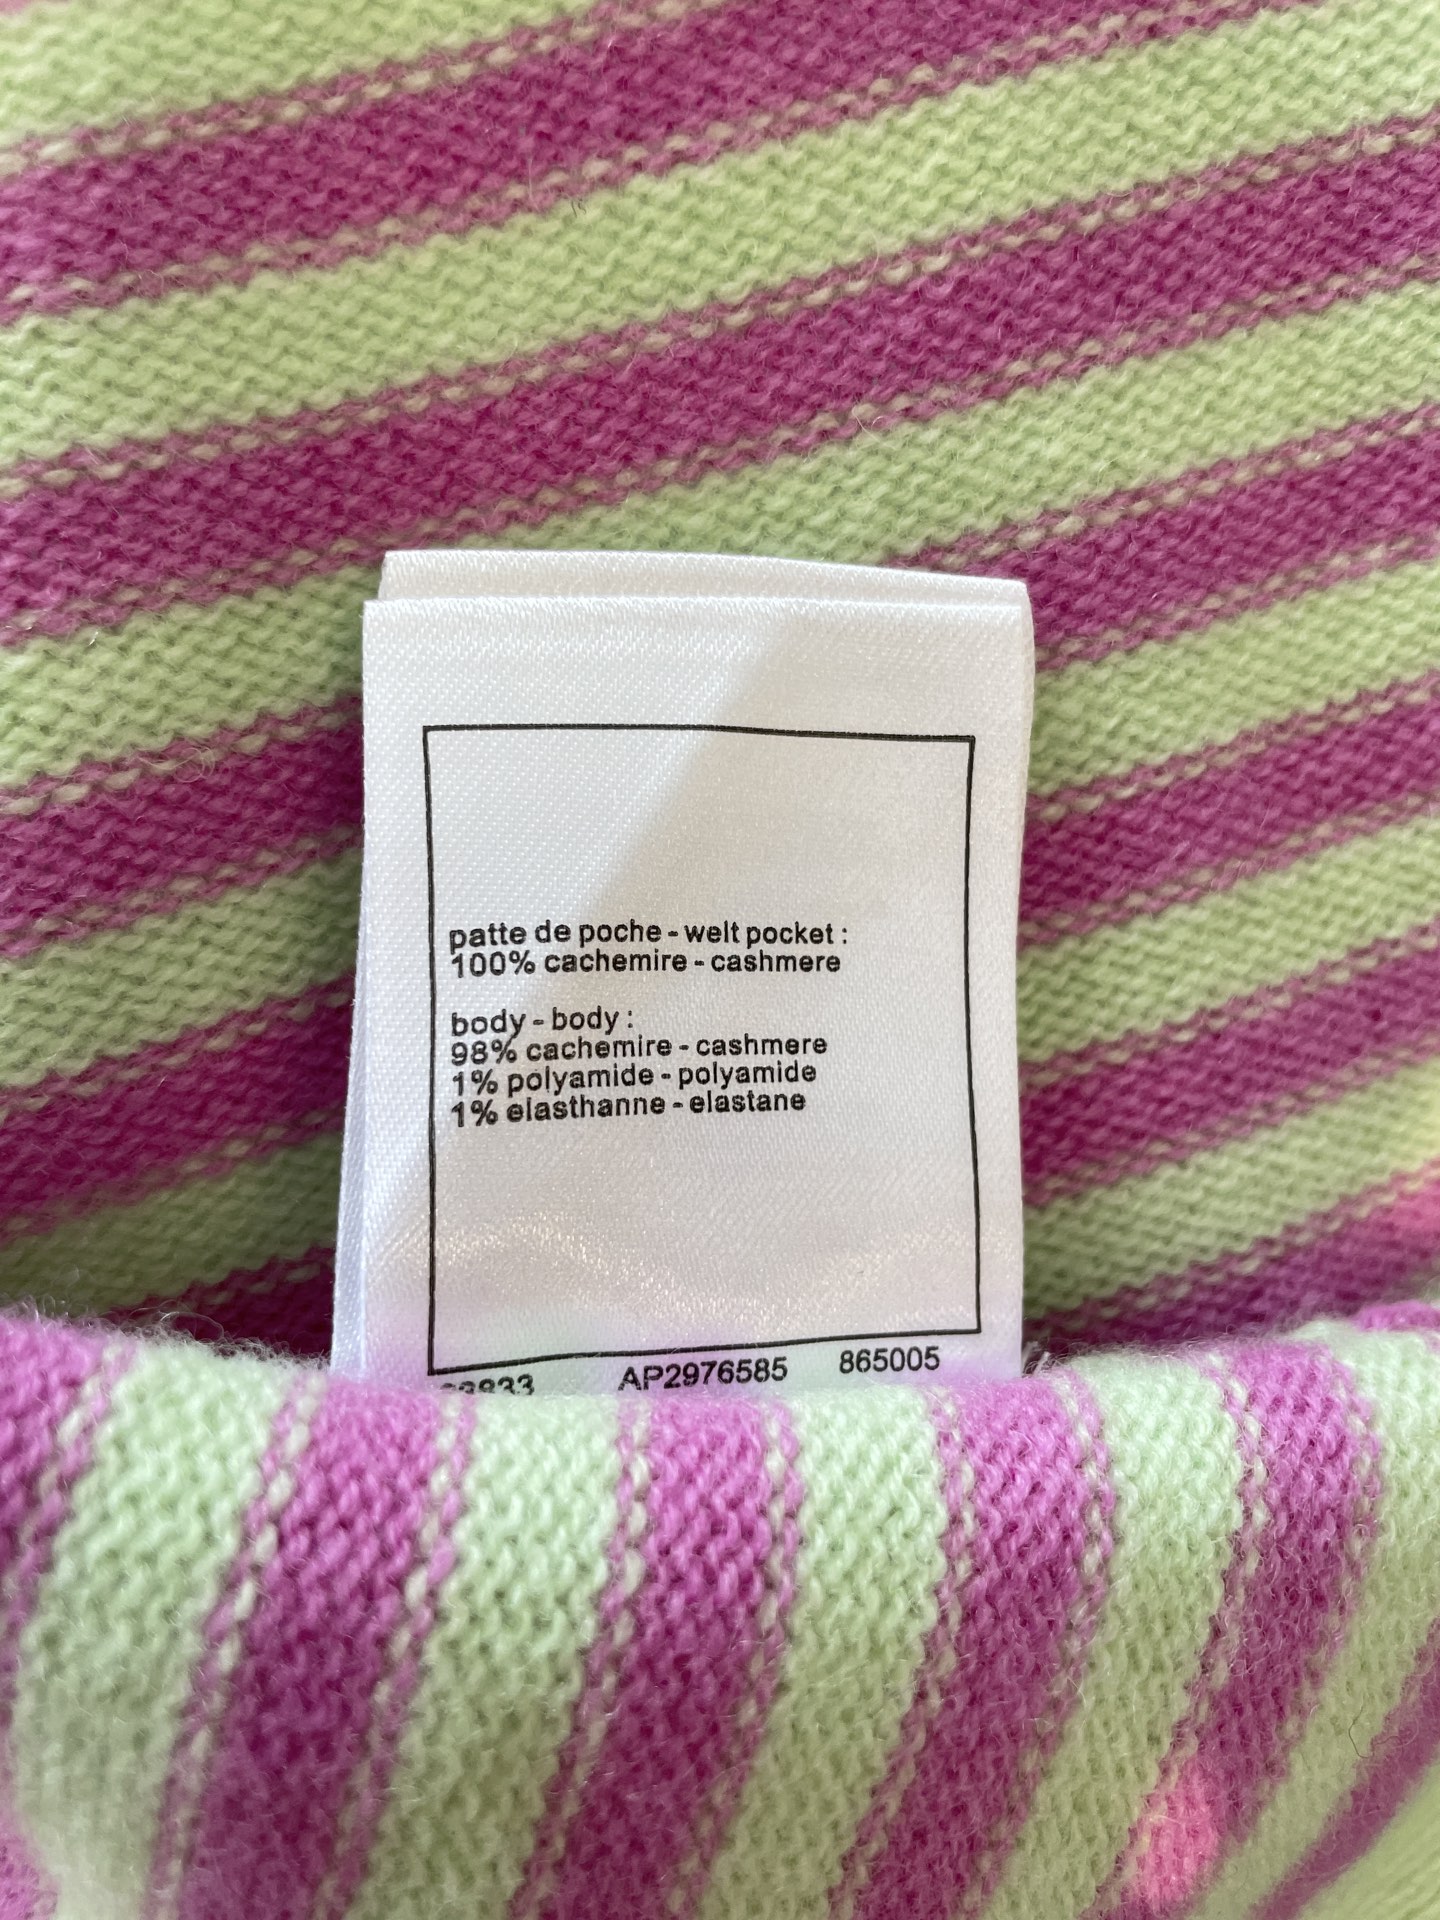 patte de poche - welt pocket :
100% cachemire - cashmere
body - body :
98% cachemire - cashmere
1% polyamide - polyamide
1% elasthanne - elastane
AP2976585 865005